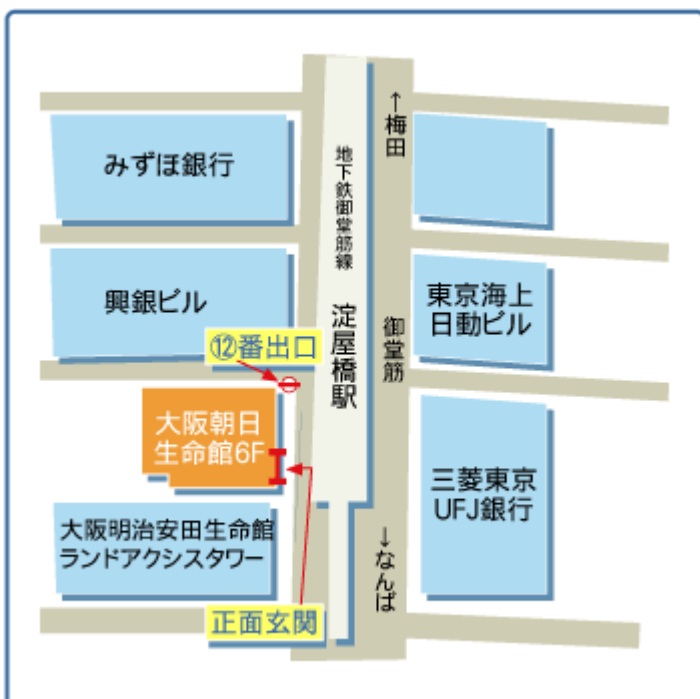 ↑梅田
みずほ銀行
地下鉄御堂筋線
淀屋橋駅
興銀ビル
東京海上
日動ビル
御堂筋
⑫番出口
大阪朝日
生命館6F
三菱東京
UFJ銀行
大阪明治安田生命館
ランドアクシスタワー
↓なんば
正面玄関